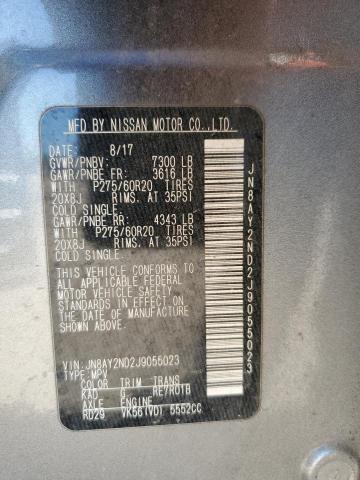 MFD BY NISSAN MOTOR CO.,LTD.
DATE: 8/17
GVWR/PNBV: 7300 LB
GAWR/PNBE FR: 3616 LB
WITH P275/60R20 TIRES
20X8J RIMS, AT 35PSI
COLD SINGLE.
GAWR/PNBE RR: 4343 LB
WITH P275/60R20 TIRES
20X8J RIMS, AT 35PSI
COLD SINGLE.
THIS VEHICLE CONFORMS TO
ALL APPLICABLE FEDERAL
MOTOR VEHICLE SAFETY
STANDARDS IN EFFECT ON
THE DATE OF MANUFACTURE
SHOWN ABOVE.
VIN: JN8AY2ND2J9055023
TYPE: MPV
COLOR TRIM TRANS
KAD G RE7R01B
AXLE ENGINE
RD29 VK56(VD) 5552CC
JN8AY2ND2J9055023